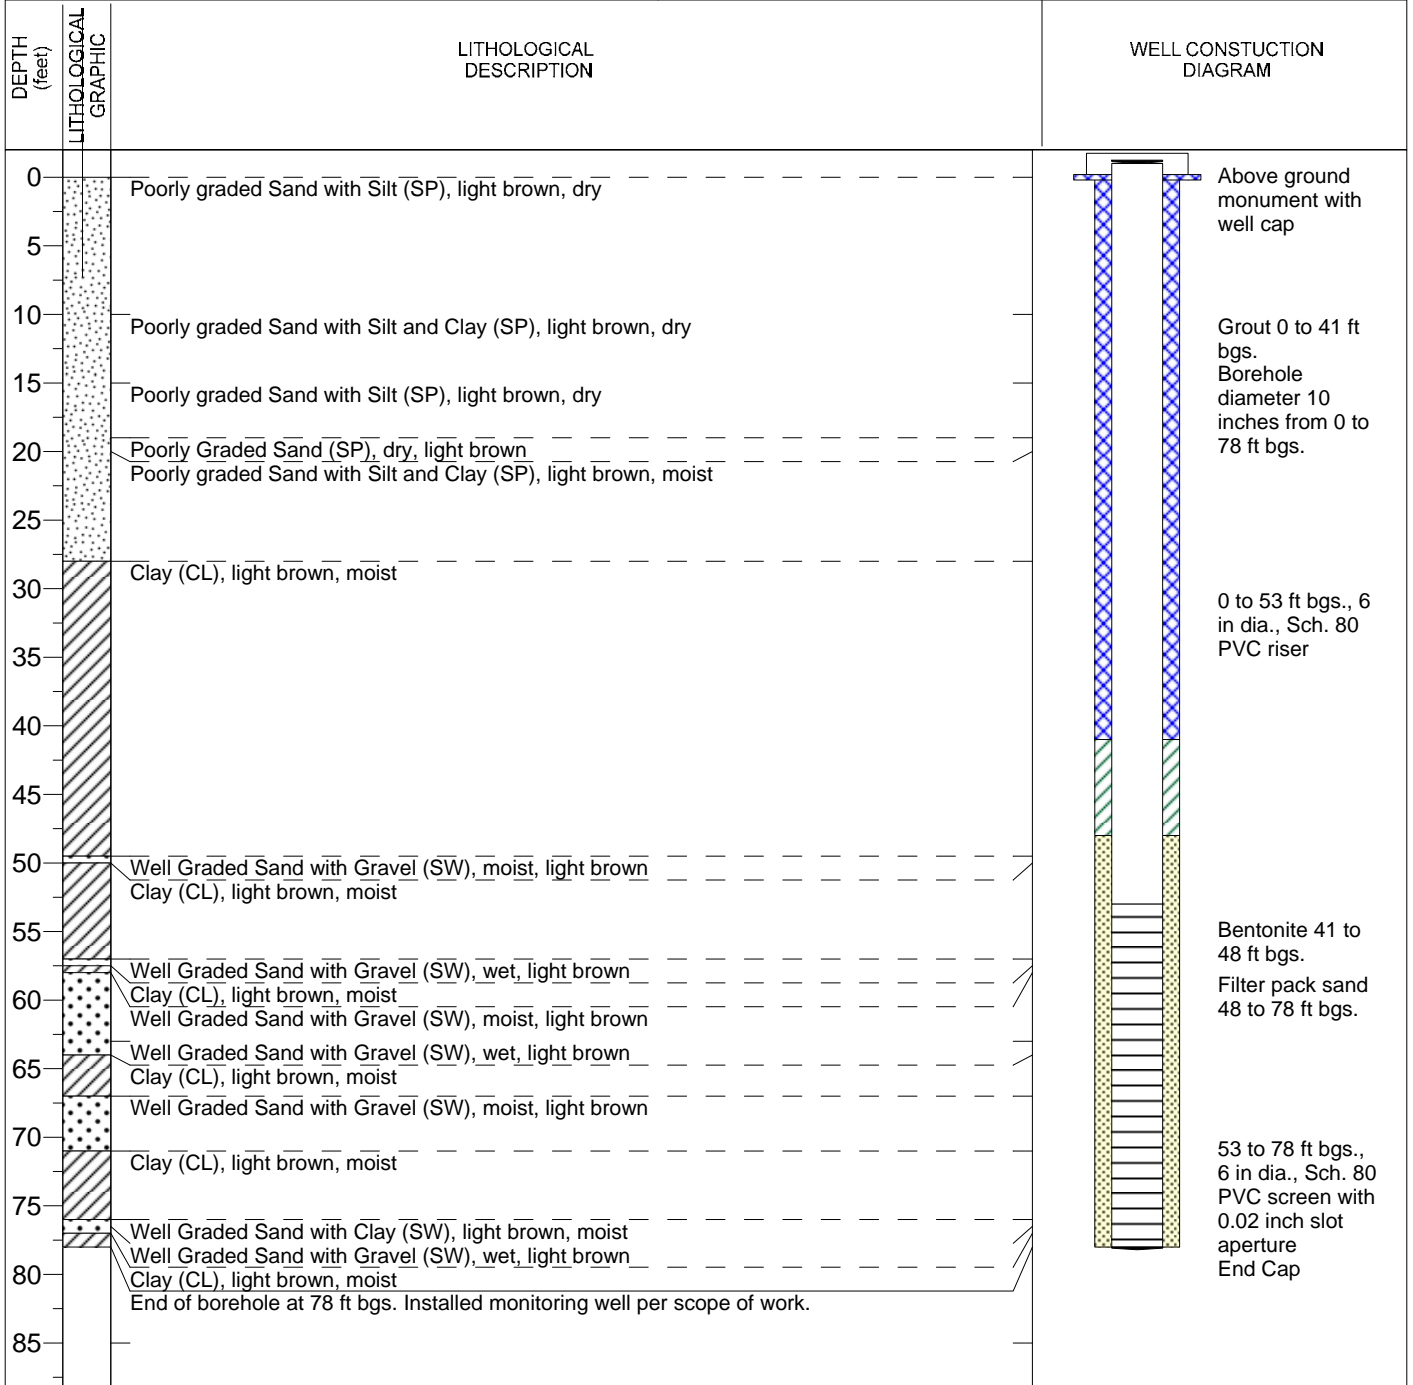 DEPTH
(feet)
LITHOLOGICAL
GRAPHIC
LITHOLOGICAL
DESCRIPTION
WELL CONSTUCTION
DIAGRAM
0
5
10
15
20
25
30
35
40
45
50
55
60
65
70
75
80
85
Poorly graded Sand with Silt (SP), light brown, dry
Poorly graded Sand with Silt and Clay (SP), light brown, dry
Poorly graded Sand with Silt (SP), light brown, dry
Poorly Graded Sand (SP), dry, light brown
Poorly graded Sand with Silt and Clay (SP), light brown, moist
Clay (CL), light brown, moist
Well Graded Sand with Gravel (SW), moist, light brown
Clay (CL), light brown, moist
Well Graded Sand with Gravel (SW), wet, light brown
Clay (CL), light brown, moist
Well Graded Sand with Gravel (SW), moist, light brown
Well Graded Sand with Gravel (SW), wet, light brown
Clay (CL), light brown, moist
Well Graded Sand with Gravel (SW), moist, light brown
Clay (CL), light brown, moist
Well Graded Sand with Clay (SW), light brown, moist
Well Graded Sand with Gravel (SW), wet, light brown
Clay (CL), light brown, moist
End of borehole at 78 ft bgs. Installed monitoring well per scope of work.
Above ground
monument with
well cap
Grout 0 to 41 ft
bgs.
Borehole
diameter 10
inches from 0 to
78 ft bgs.
0 to 53 ft bgs., 6
in dia., Sch. 80
PVC riser
Bentonite 41 to
48 ft bgs.
Filter pack sand
48 to 78 ft bgs.
53 to 78 ft bgs.,
6 in dia., Sch. 80
PVC screen with
0.02 inch slot
aperture
End Cap